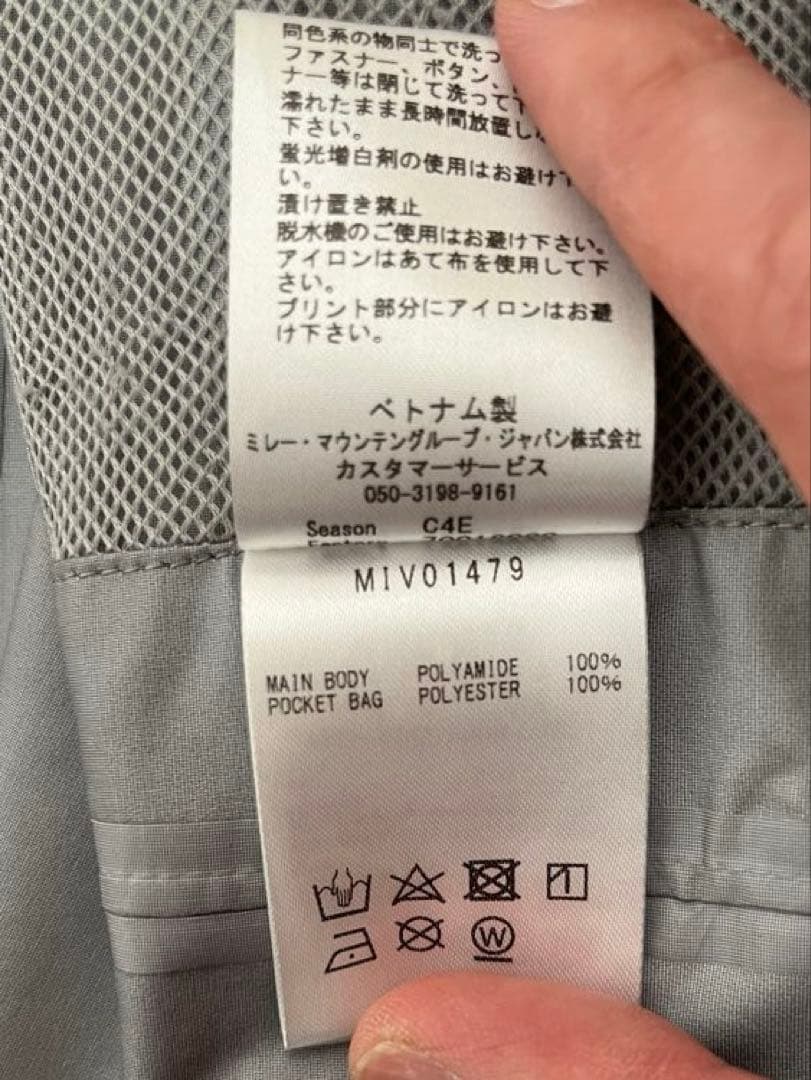 同色系の物同士で洗っ
ファスナー、ボタン、
ナー等は閉じて洗って下
濡れたまま長時間放置し
下さい。
蛍光増白剤の使用はお避け下
い。
漬け置き禁止
脱水機のご使用はお避け下さい。
アイロンはあて布を使用して下
さい。
プリント部分にアイロンはお避
け下さい。
ベトナム製
ミレー・マウンテングループ・ジャパン株式会社
カスタマーサービス
050-3198-9161
Season C4E
MIV01479
MAIN BODY POLYAMIDE 100%
POCKET BAG POLYESTER 100%
W